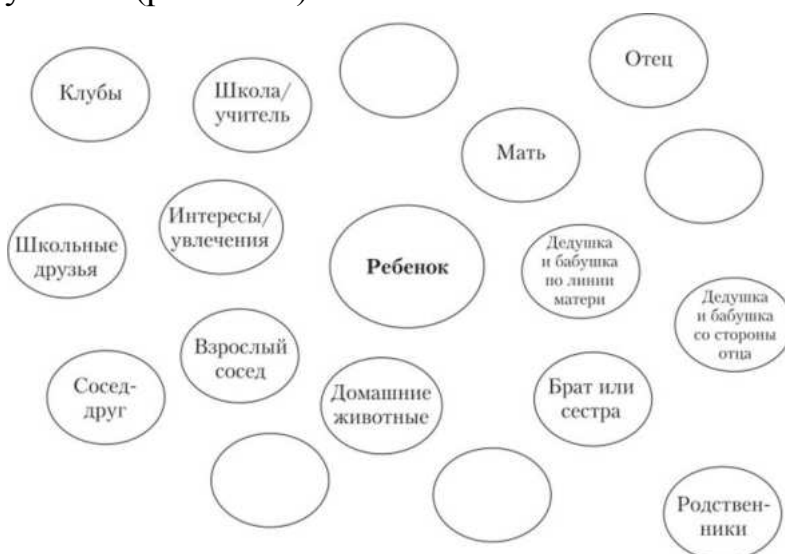 Клубы
Школа/
учитель
Отец
Мать
Школьные
друзья
Интересы/
увлечения
Ребенок
Дедушка
и бабушка
по линии
матери
Дедушка
и бабушка
со стороны
отца
Взрослый
сосед
Сосед-
друг
Домашние
животные
Брат или
сестра
Родствен-
ники